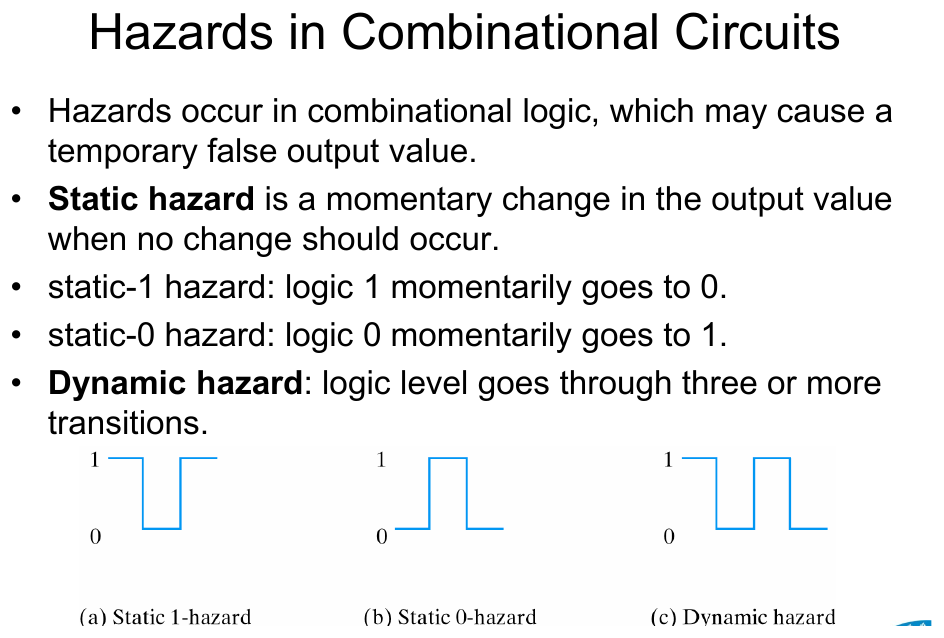 Hazards in Combinational Circuits
• Hazards occur in combinational logic, which may cause a
temporary false output value.
• Static hazard is a momentary change in the output value
when no change should occur.
• static-1 hazard: logic 1 momentarily goes to 0.
• static-0 hazard: logic 0 momentarily goes to 1.
• Dynamic hazard: logic level goes through three or more
transitions.
1 1 1
0 0 0
(a) Static 1-hazard (b) Static 0-hazard (c) Dynamic hazard